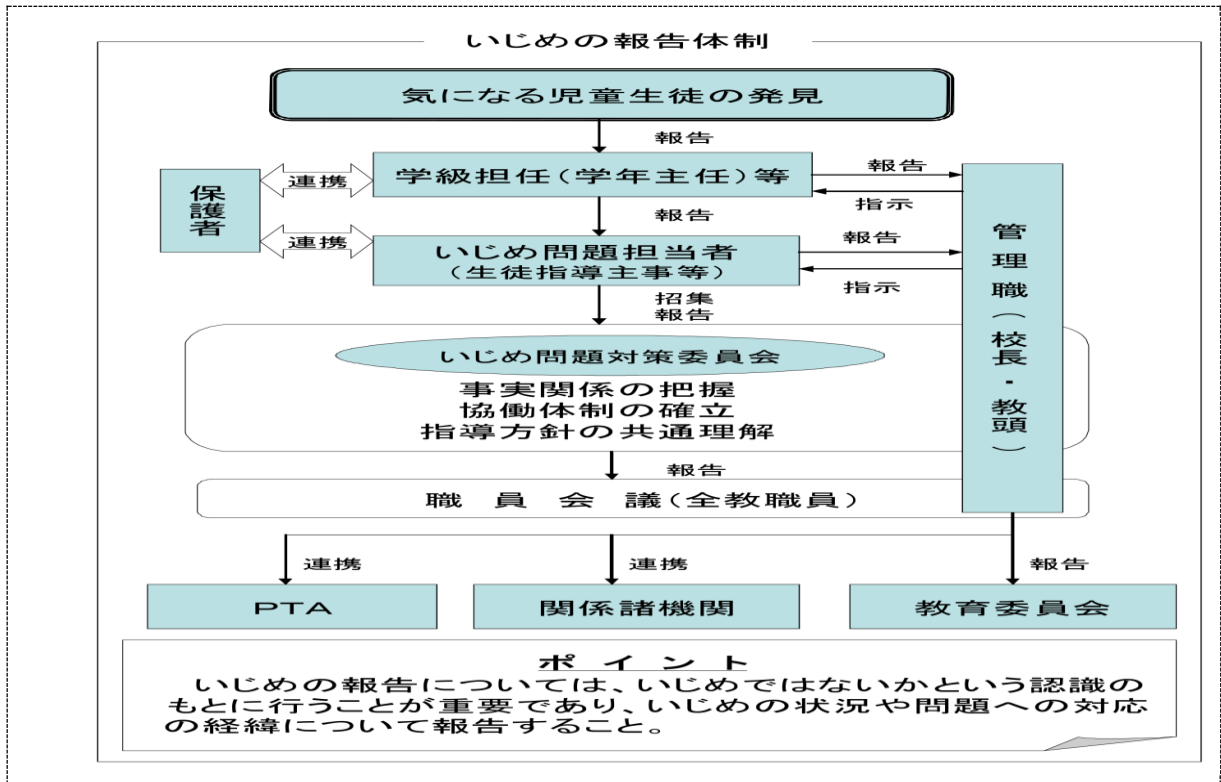 いじめの報告体制
気になる児童生徒の発見
報告
学級担任(学年主任)等
連携
報告
指示
保護者
報告
いじめ問題担当者
(生徒指導主事等)
連携
報告
指示
管理職(校長・教頭)
招集
報告
いじめ問題対策委員会
事実関係の把握
協働体制の確立
指導方針の共通理解
報告
職員会議(全教職員)
連携
連携
報告
PTA
関係諸機関
教育委員会
ポイント
いじめの報告については、いじめではないかという認識の
もとに行うことが重要であり、いじめの状況や問題への対応
の経緯について報告すること。